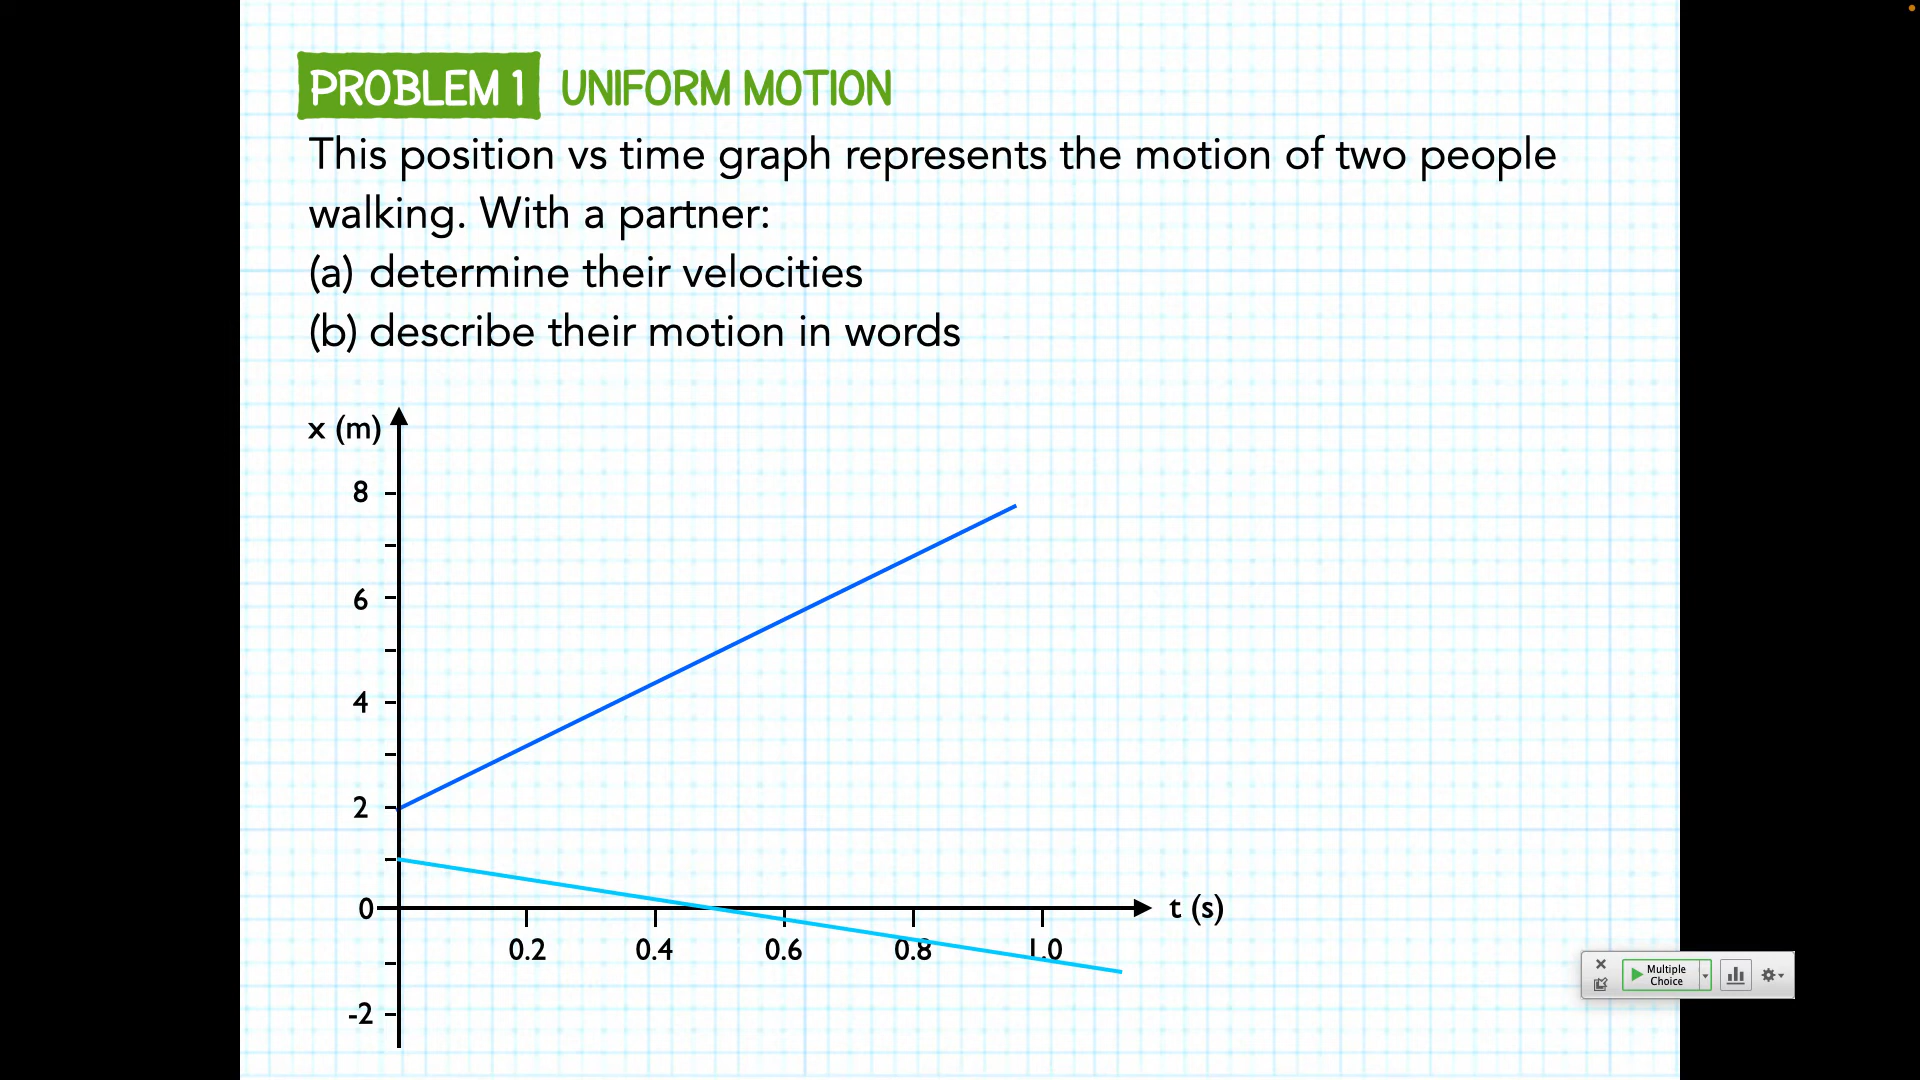 PROBLEM 1 UNIFORM MOTION
This position vs time graph represents the motion of two people
walking. With a partner:
(a) determine their velocities
(b) describe their motion in words
x (m)
8
6
4
2
0
-2
0.2 0.4 0.6 0.8 1.0
t (s)
Multiple
Choice